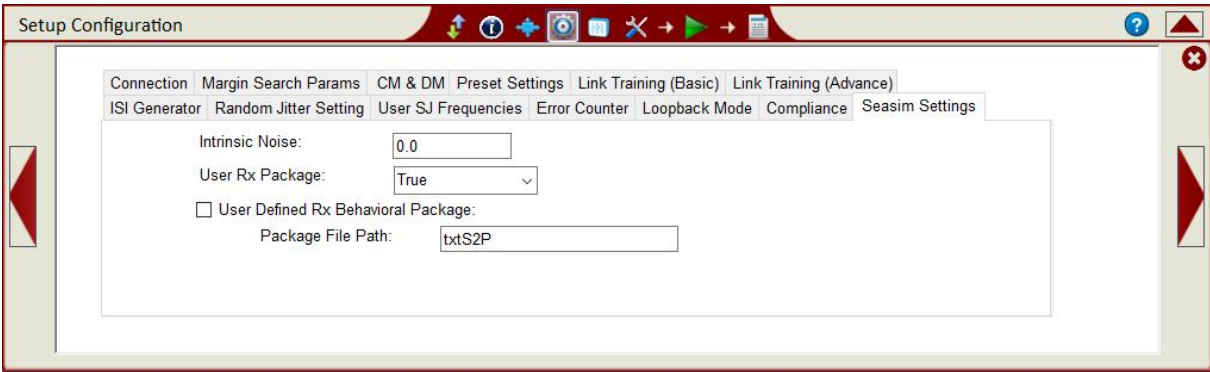 Setup Configuration
Connection Margin Search Params CM & DM Preset Settings Link Training (Basic) Link Training (Advance)
ISI Generator Random Jitter Setting User SJ Frequencies Error Counter Loopback Mode Compliance Seasim Settings
Intrinsic Noise: 0.0
User Rx Package: True
User Defined Rx Behavioral Package:
Package File Path: txtS2P